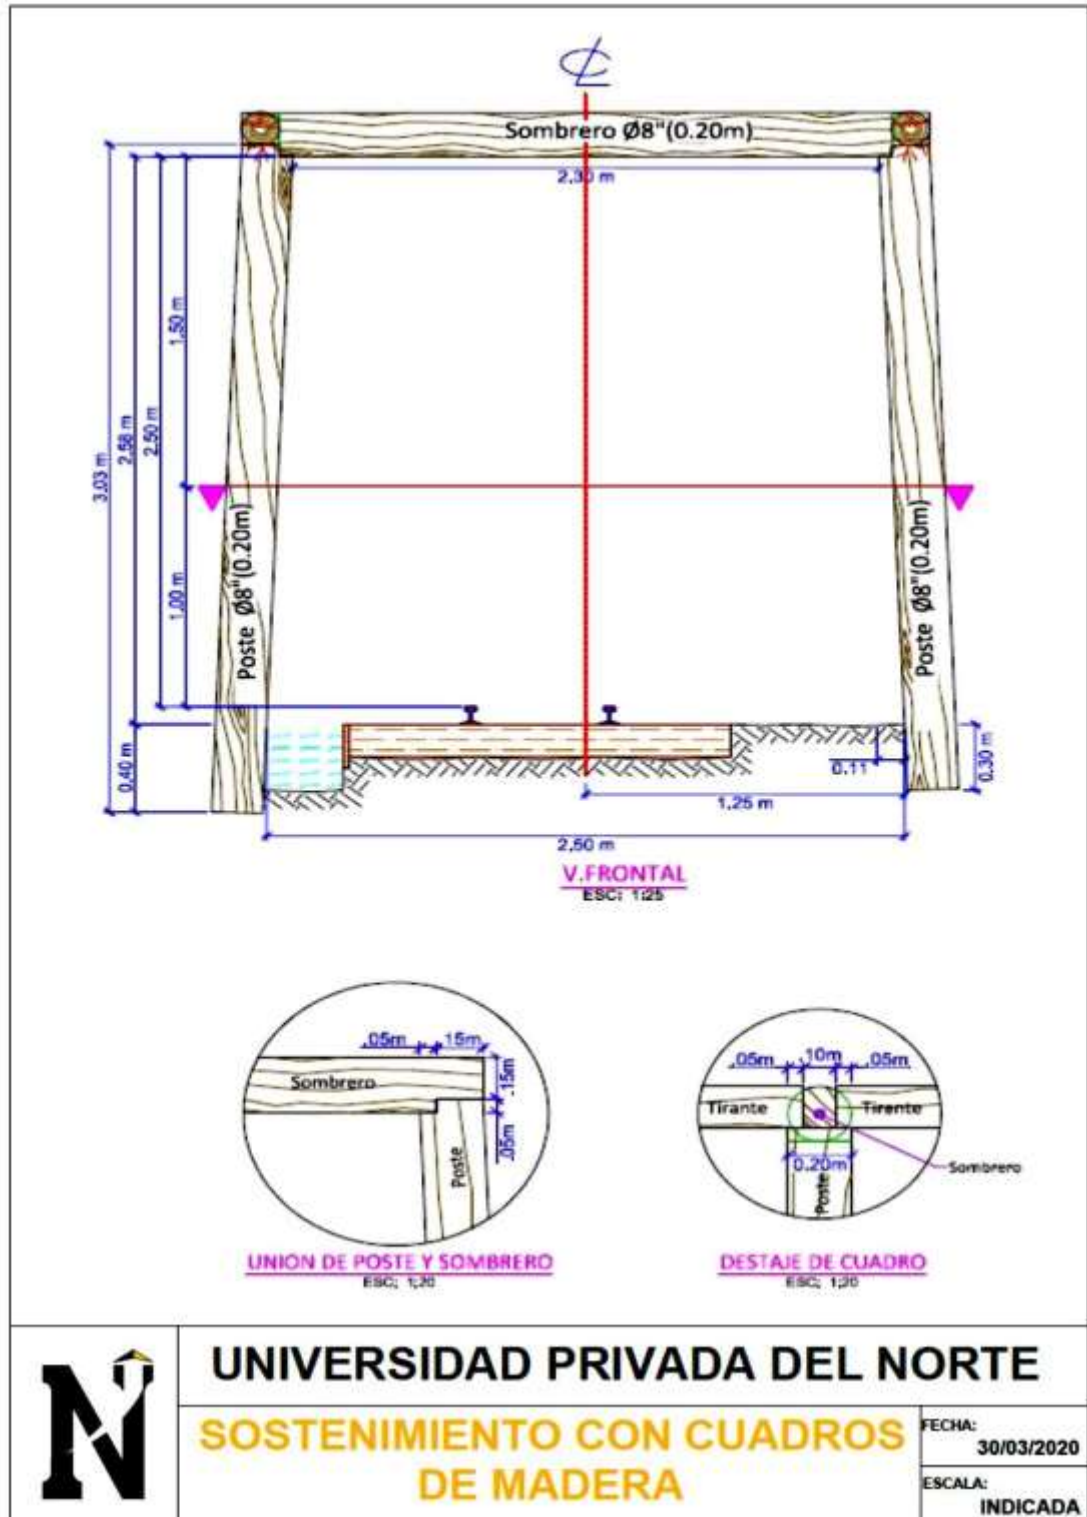 Sombrero Ø8"(0.20m)
2.30 m
1.50 m
2.50 m
2.58 m
3.03 m
1.00 m
Poste Ø8"(0.20m)
Poste Ø8"(0.20m)
0.40 m
0.11
0.30 m
1.25 m
2.50 m
V.FRONTAL
ESC: 1:25
.05m
.15m
.15m
.05m
Sombrero
Poste
UNION DE POSTE Y SOMBRERO
ESC: 1:20
.05m
.10m
.05m
Tirante
Tirente
0.20m
Poste
Sombrero
DESTAJE DE CUADRO
ESC: 1:20
N
UNIVERSIDAD PRIVADA DEL NORTE
SOSTENIMIENTO CON CUADROS
DE MADERA
FECHA:
30/03/2020
ESCALA:
INDICADA